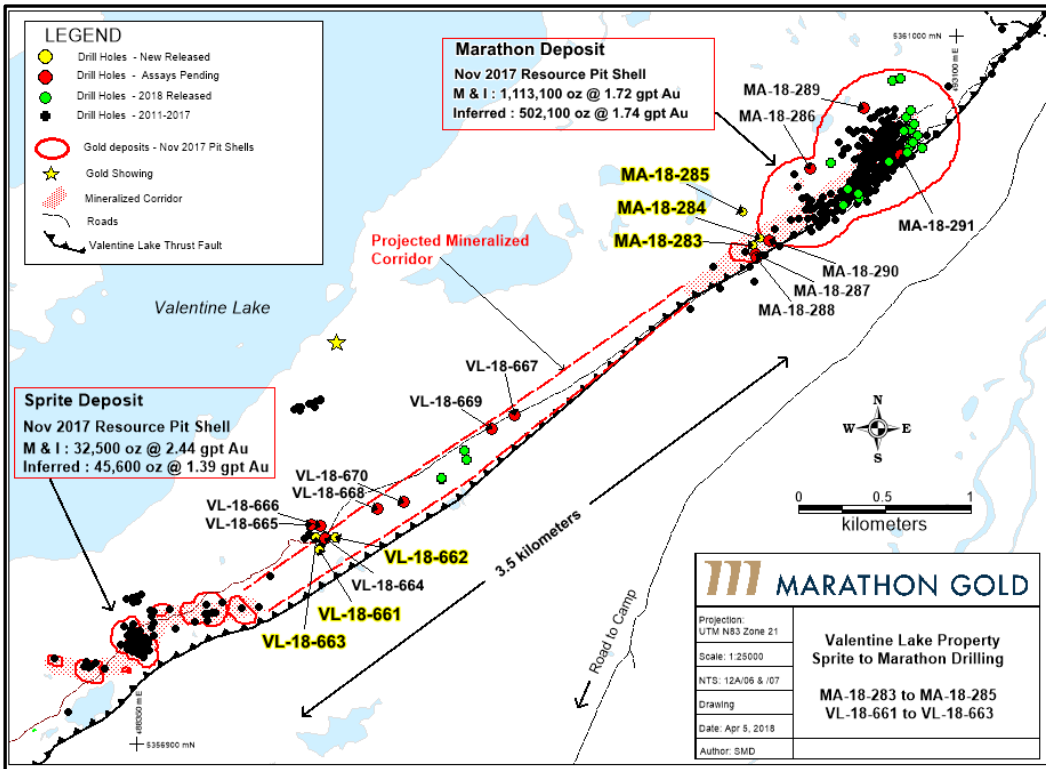 LEGEND
Drill Holes - New Released
Drill Holes - Assays Pending
Drill Holes - 2018 Released
Drill Holes - 2011-2017
Gold deposits - Nov 2017 Pit Shells
Gold Showing
Mineralized Corridor
Roads
Valentine Lake Thrust Fault
Marathon Deposit
Nov 2017 Resource Pit Shell
M & I : 1,113,100 oz @ 1.72 gpt Au
Inferred : 502,100 oz @ 1.74 gpt Au
5361000 mN
493100 m E
MA-18-289
MA-18-286
MA-18-285
MA-18-284
MA-18-283
MA-18-291
MA-18-290
MA-18-287
MA-18-288
Projected Mineralized
Corridor
Valentine Lake
VL-18-667
VL-18-669
Sprite Deposit
Nov 2017 Resource Pit Shell
M & I : 32,500 oz @ 2.44 gpt Au
Inferred : 45,600 oz @ 1.39 gpt Au
VL-18-670
VL-18-668
VL-18-666
VL-18-665
VL-18-662
VL-18-664
VL-18-661
VL-18-663
3.5 kilometers
Road to Camp
N
W
E
S
0 0.5 1
kilometers
5356900 mN
MARATHON GOLD
Projection:
UTM N83 Zone 21
Scale: 1:25000
NTS: 12A/06 & /07
Drawing
Date: Apr 5, 2018
Author: SMD
Valentine Lake Property
Sprite to Marathon Drilling
MA-18-283 to MA-18-285
VL-18-661 to VL-18-663